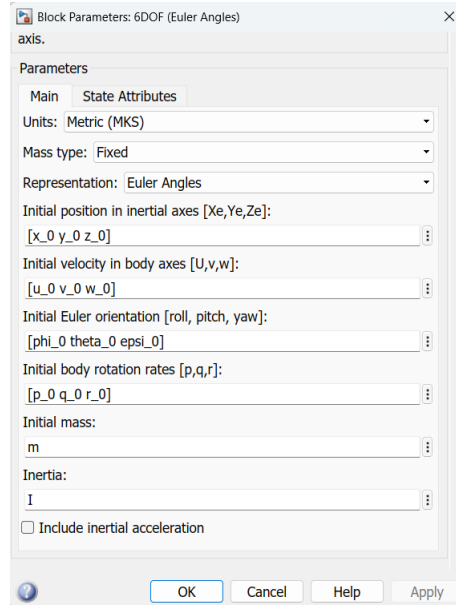 Block Parameters: 6DOF (Euler Angles)
axis.
Parameters
Main State Attributes
Units: Metric (MKS)
Mass type: Fixed
Representation: Euler Angles
Initial position in inertial axes [Xe,Ye,Ze]:
[x_0 y_0 z_0]
Initial velocity in body axes [U,v,w]:
[u_0 v_0 w_0]
Initial Euler orientation [roll, pitch, yaw]:
[phi_0 theta_0 epsi_0]
Initial body rotation rates [p,q,r]:
[p_0 q_0 r_0]
Initial mass:
m
Inertia:
I
Include inertial acceleration
OK Cancel Help Apply